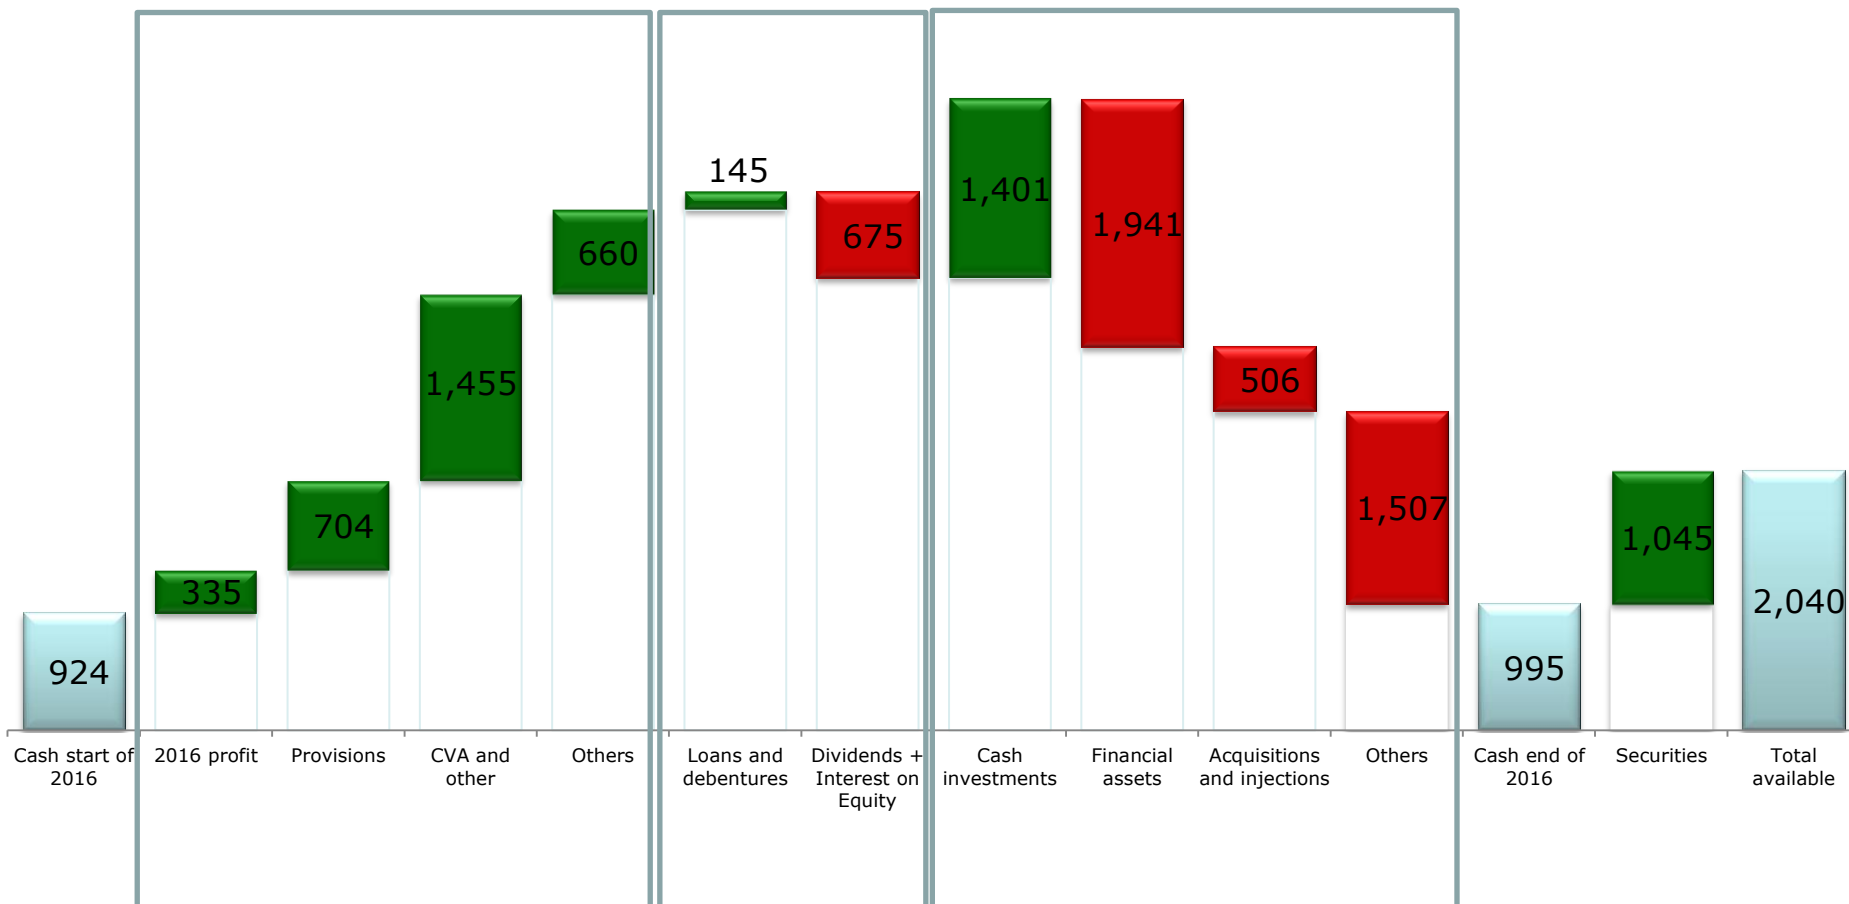 145
1,401
1,941
675
660
1,455
506
704
1,507
1,045
335
2,040
924
995
Cash start of
2016
2016 profit
Provisions
CVA and
other
Others
Loans and
debentures
Dividends +
Interest on
Equity
Cash
investments
Financial
assets
Acquisitions
and injections
Others
Cash end of
2016
Securities
Total
available